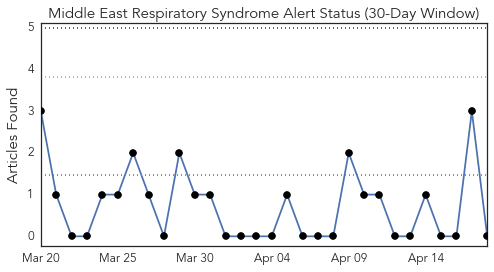 Middle East Respiratory Syndrome Alert Status (30-Day Window)
5
4
3
2
1
0
Articles Found
Mar 20 Mar 25 Mar 30 Apr 04 Apr 09 Apr 14